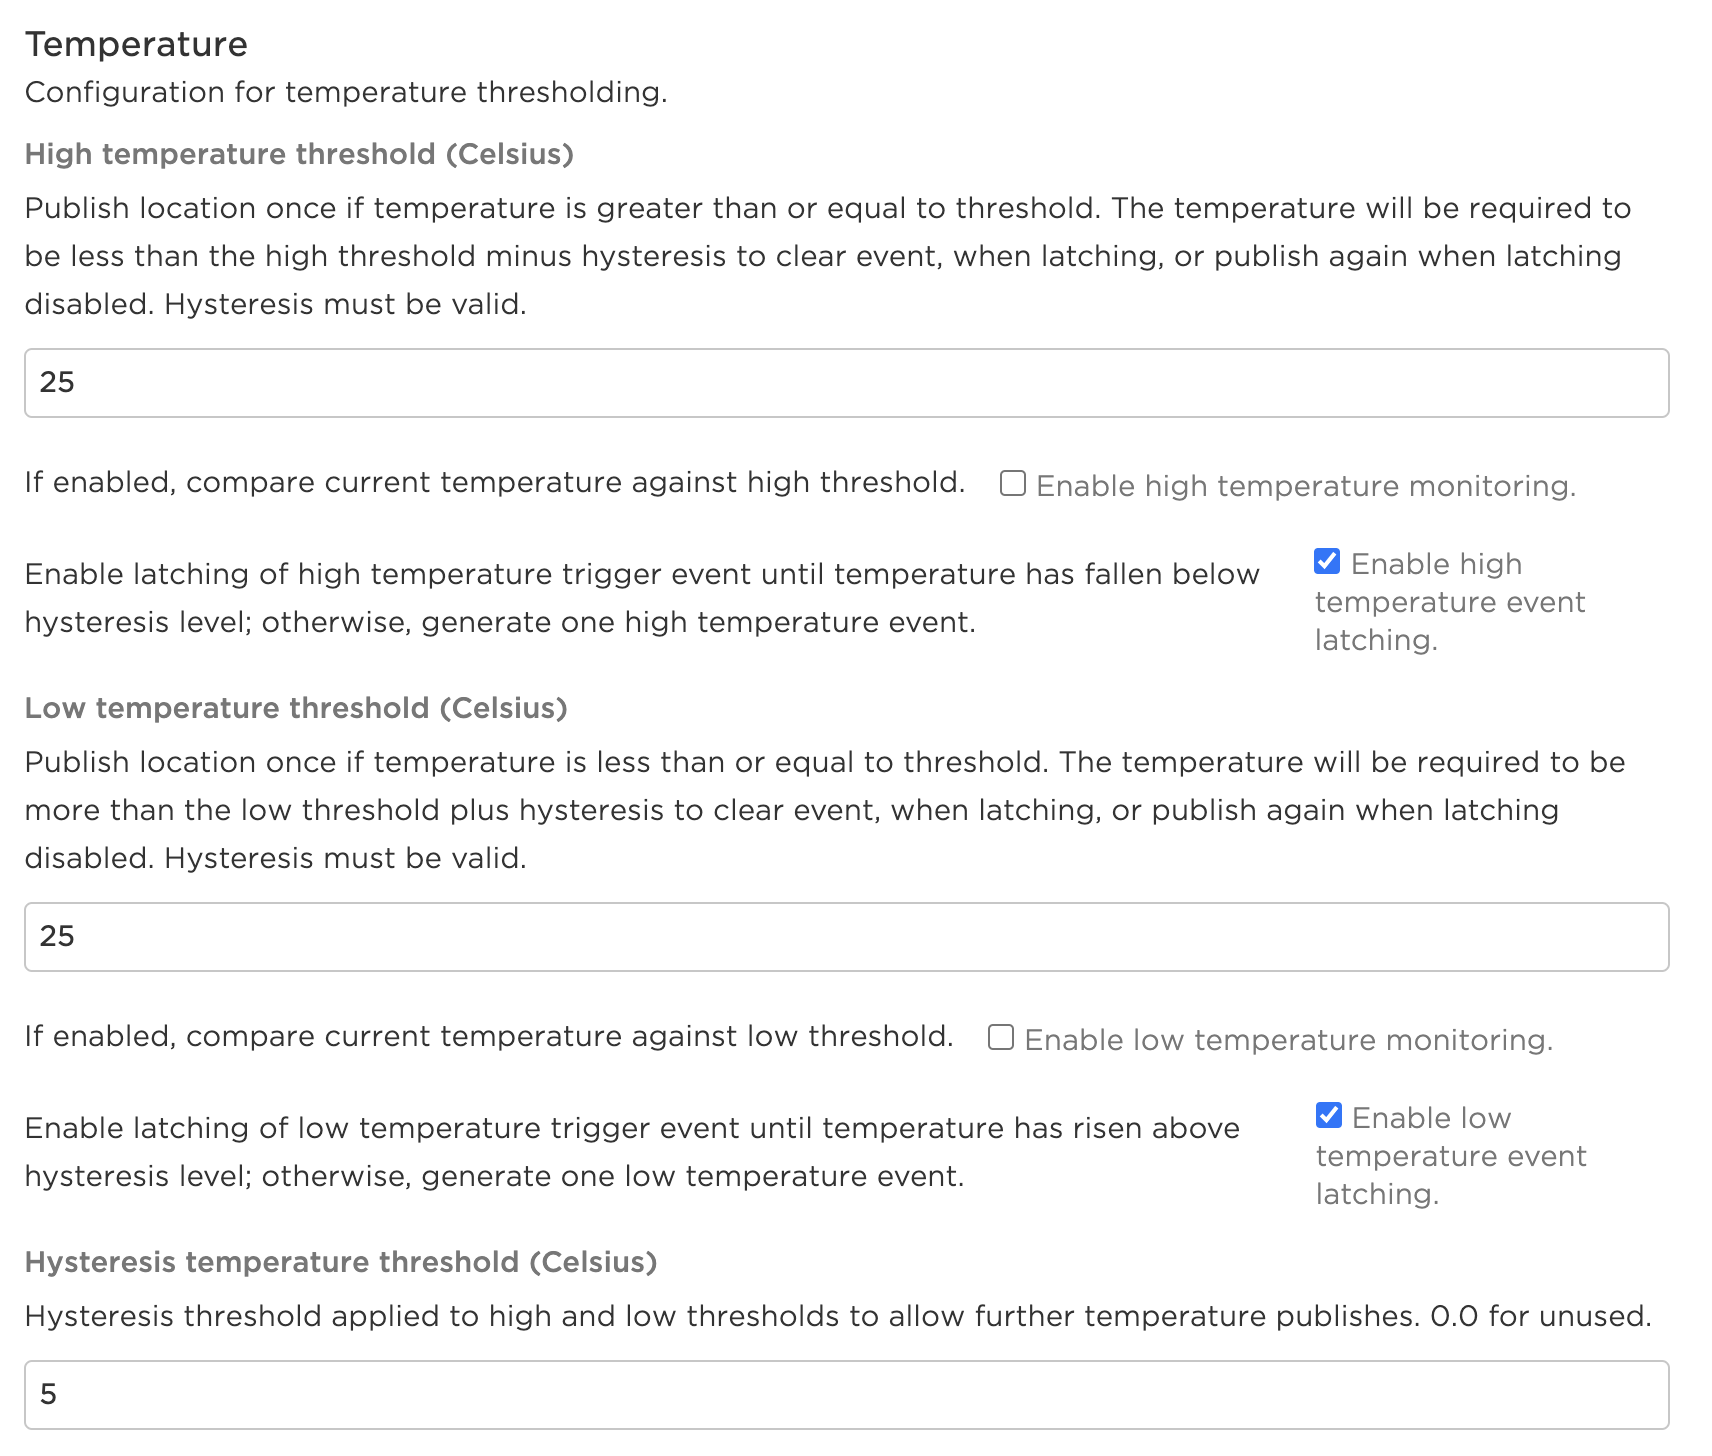 Temperature
Configuration for temperature thresholding.
High temperature threshold (Celsius)
Publish location once if temperature is greater than or equal to threshold. The temperature will be required to
be less than the high threshold minus hysteresis to clear event, when latching, or publish again when latching
disabled. Hysteresis must be valid.
25
If enabled, compare current temperature against high threshold. Enable high temperature monitoring.
Enable latching of high temperature trigger event until temperature has fallen below
hysteresis level; otherwise, generate one high temperature event.
Enable high
temperature event
latching.
Low temperature threshold (Celsius)
Publish location once if temperature is less than or equal to threshold. The temperature will be required to be
more than the low threshold plus hysteresis to clear event, when latching, or publish again when latching
disabled. Hysteresis must be valid.
25
If enabled, compare current temperature against low threshold. Enable low temperature monitoring.
Enable latching of low temperature trigger event until temperature has risen above
hysteresis level; otherwise, generate one low temperature event.
Enable low
temperature event
latching.
Hysteresis temperature threshold (Celsius)
Hysteresis threshold applied to high and low thresholds to allow further temperature publishes. 0.0 for unused.
5